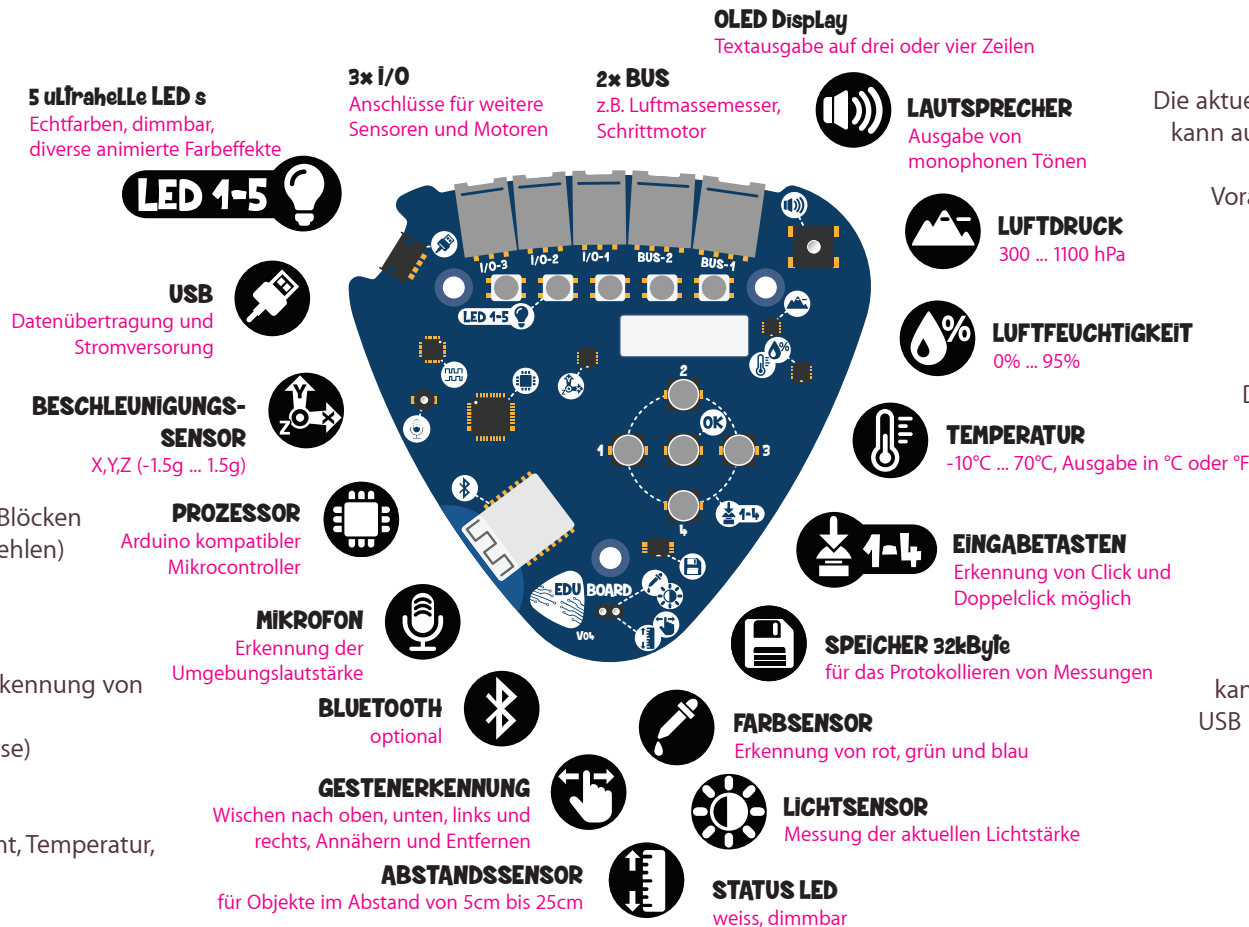 OLED Display
Textausgabe auf drei oder vier Zeilen
5 ultrahelle LED s
Echtfarben, dimmbar,
diverse animierte Farbeffekte
LED 1-5
3x I/O
Anschlüsse für weitere
Sensoren und Motoren
2x BUS
z.B. Luftmassemesser,
Schrittmotor
LAUTSPRECHER
Ausgabe von
monophonen Tönen
LUFTDRUCK
300 ... 1100 hPa
%
LUFTFEUCHTIGKEIT
0% ... 95%
TEMPERATUR
-10°C ... 70°C, Ausgabe in °C oder °F
1-4
EINGABETASTEN
Erkennung von Click und
Doppelclick möglich
SPEICHER 32kByte
für das Protokollieren von Messungen
FARBSENSOR
Erkennung von rot, grün und blau
LICHTSENSOR
Messung der aktuellen Lichtstärke
STATUS LED
weiss, dimmbar
USB
Datenübertragung und
Stromversorung
BESCHLEUNIGUNGS-
SENSOR
X,Y,Z (-1.5g ... 1.5g)
Y
X
Z
PROZESSOR
Arduino kompatibler
Mikrocontroller
MIKROFON
Erkennung der
Umgebungslautstärke
BLUETOOTH
optional
GESTENERKENNUNG
Wischen nach oben, unten, links und
rechts, Annähern und Entfernen
ABSTANDSSENSOR
für Objekte im Abstand von 5cm bis 25cm
I/O-3 I/O-2 I/O-1 BUS-2 BUS-1
LED 1-5
%
2
OK
1 3
4
1-4
EDU BOARD
V04
Die aktue
kann au
Vora
D
kan
USB
Blöcken
ehlen)
kennung von
se)
nt, Temperatur,